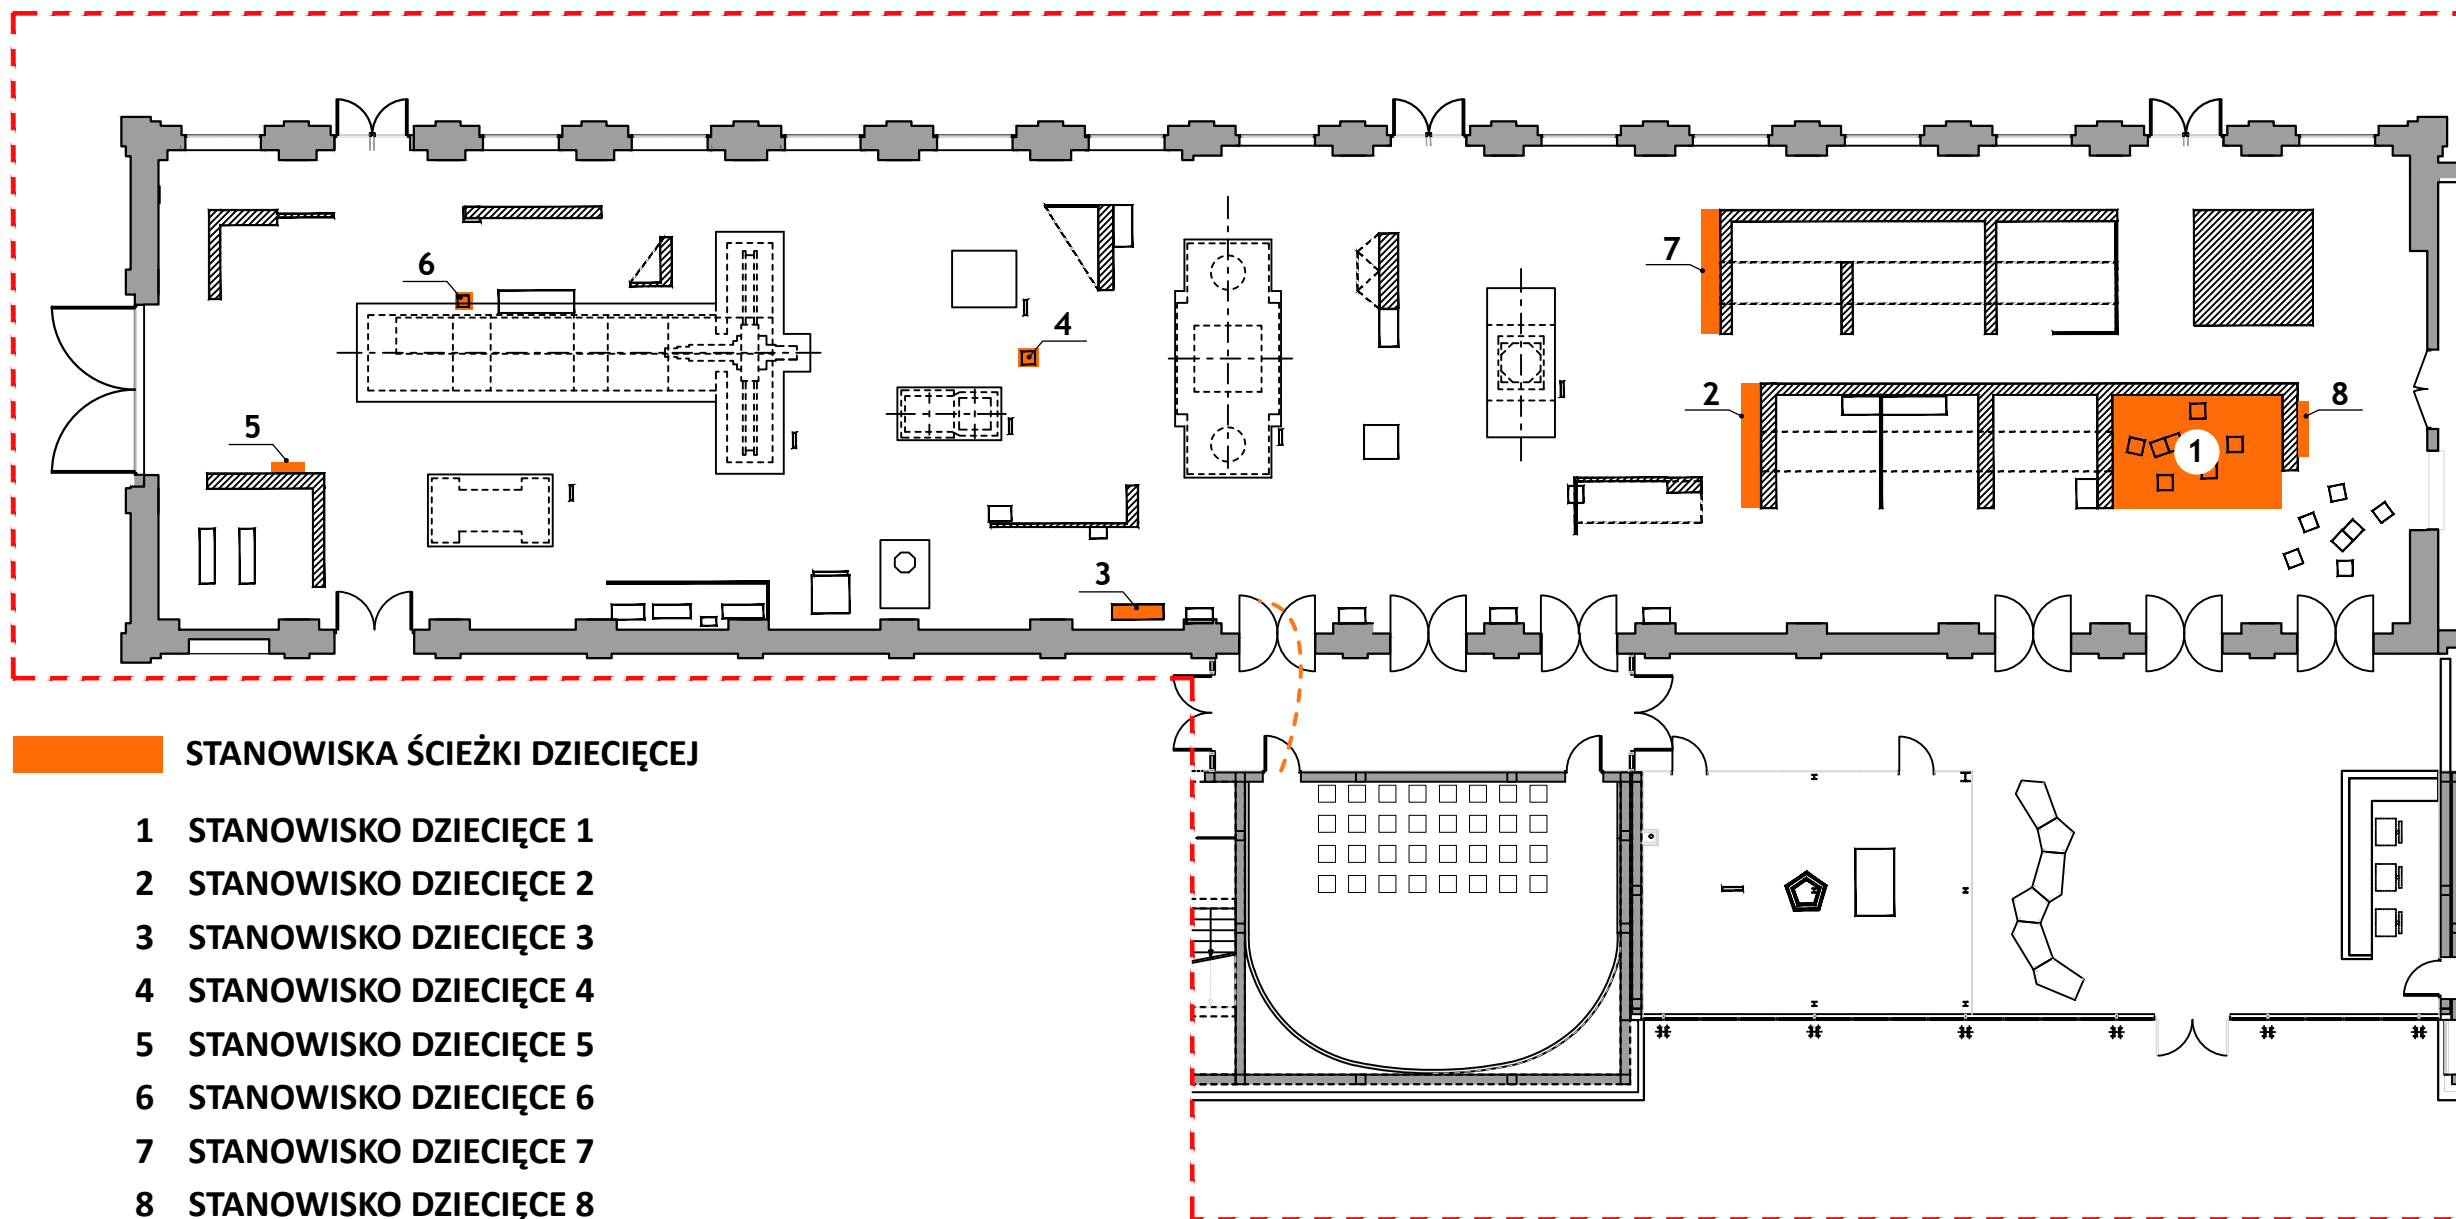 6
4
7
2
8
5
1
3
STANOWISKA ŚCIEŻKI DZIECIĘCEJ
1 STANOWISKO DZIECIĘCE 1
2 STANOWISKO DZIECIĘCE 2
3 STANOWISKO DZIECIĘCE 3
4 STANOWISKO DZIECIĘCE 4
5 STANOWISKO DZIECIĘCE 5
6 STANOWISKO DZIECIĘCE 6
7 STANOWISKO DZIECIĘCE 7
8 STANOWISKO DZIECIĘCE 8